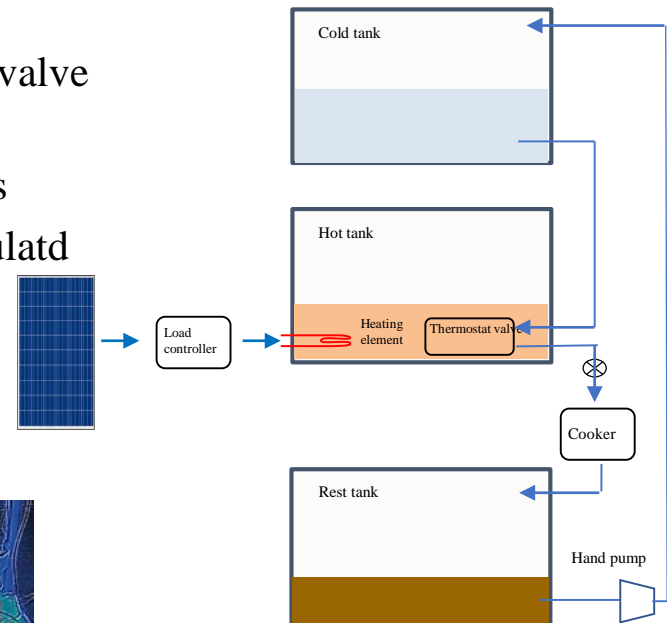 valve
s
ulatd
Cold tank
Hot tank
Heating
element
Thermostat valve
Load
controller
Cooker
Rest tank
Hand pump